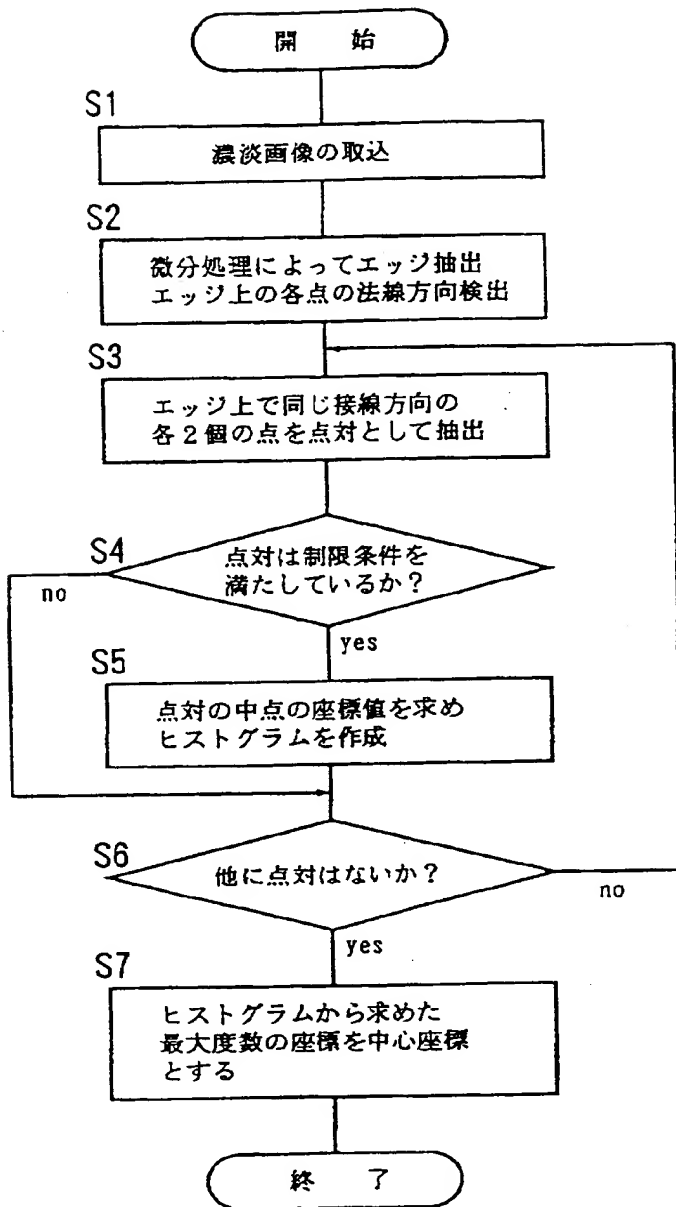 開 始
S1
濃淡画像の取込
S2
微分処理によってエッジ抽出
エッジ上の各点の法線方向検出
S3
エッジ上で同じ接線方向の
各2個の点を点対として抽出
S4
点対は制限条件を
満たしているか?
no
yes
S5
点対の中点の座標値を求め
ヒストグラムを作成
S6
他に点対はないか?
no
yes
S7
ヒストグラムから求めた
最大度数の座標を中心座標
とする
終 了